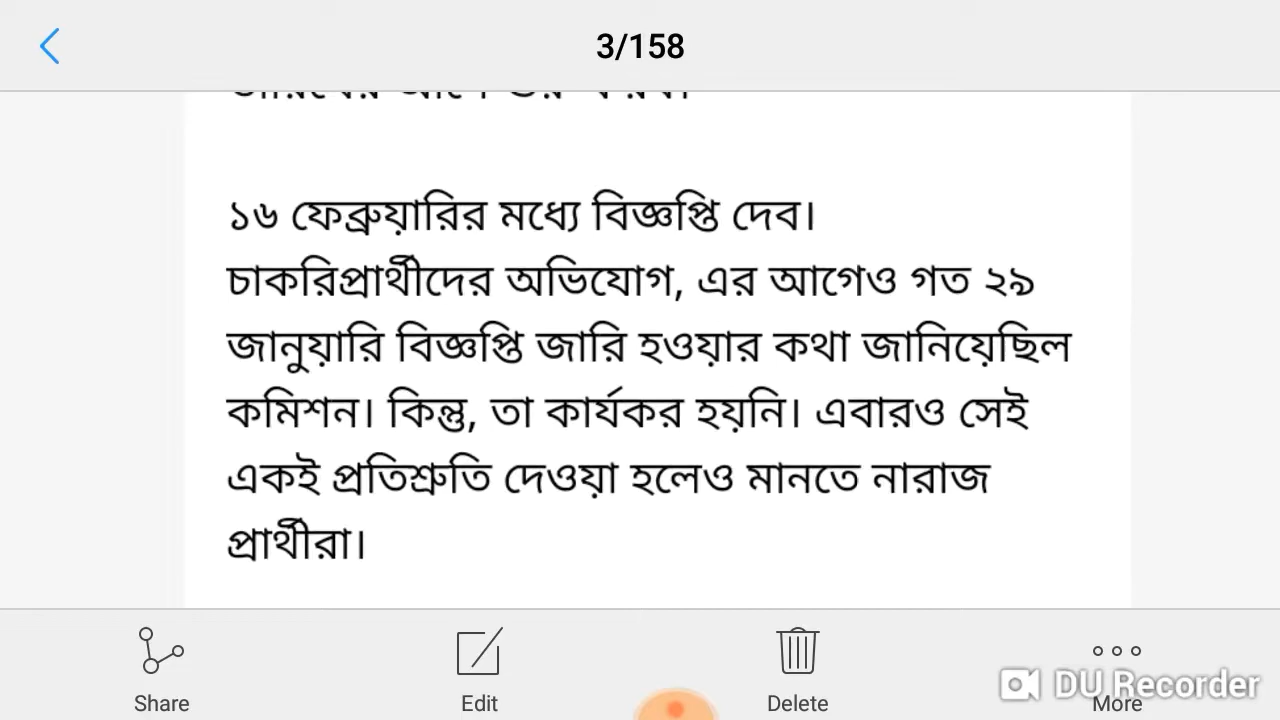 3/158
১৬ ফেব্রুয়ারির মধ্যে বিজ্ঞপ্তি দেব।
চাকরিপ্রার্থীদের অভিযোগ, এর আগেও গত ২৯
জানুয়ারি বিজ্ঞপ্তি জারি হওয়ার কথা জানিয়েছিল
কমিশন। কিন্তু, তা কার্যকর হয়নি। এবারও সেই
একই প্রতিশ্রুতি দেওয়া হলেও মানতে নারাজ
প্রার্থীরা।
Share Edit Delete More
DU Recorder